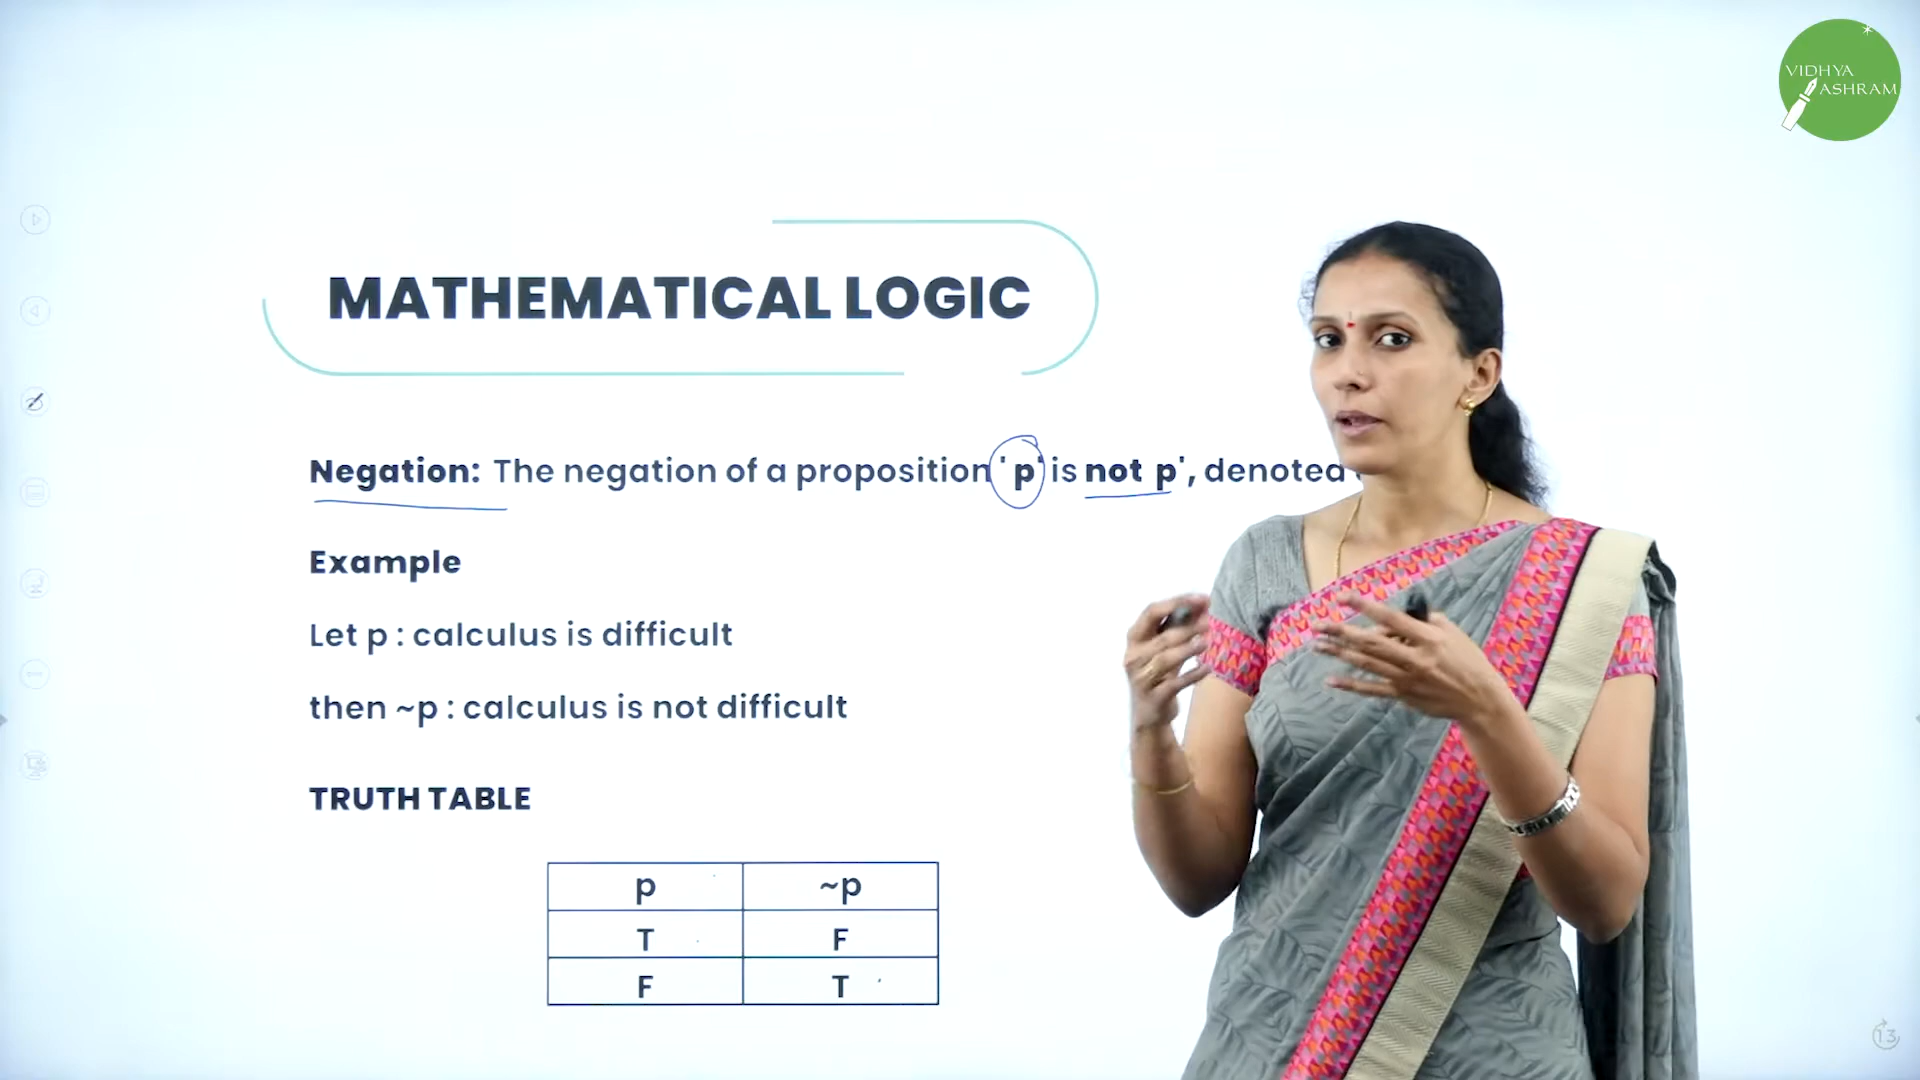 VIDHYA
ASHRAM
MATHEMATICAL LOGIC
Negation: The negation of a proposition 'p' is not p', denoted
Example
Let p : calculus is difficult
then ~p : calculus is not difficult
TRUTH TABLE
p ~p
T F
F T
13